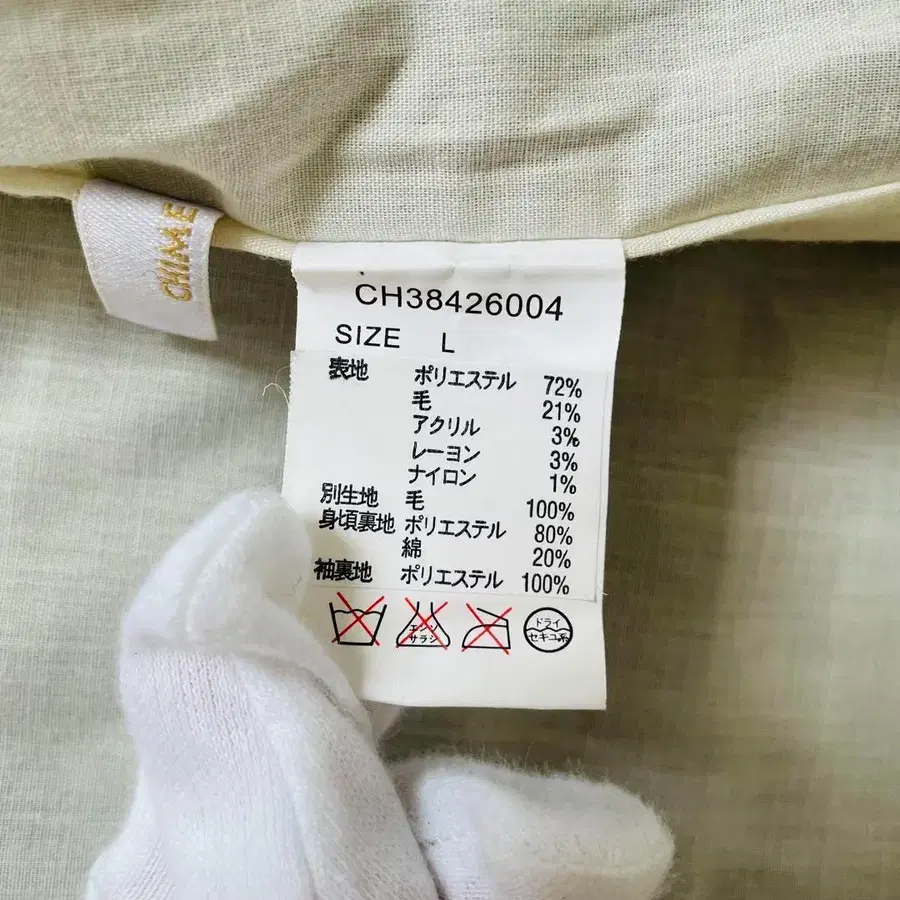 CHIME
CH38426004
SIZE L
表地 ポリエステル 72%
毛 21%
アクリル 3%
レーヨン 3%
ナイロン 1%
別生地 毛 100%
身頃裏地 ポリエステル 80%
綿 20%
袖裏地 ポリエステル 100%
エンソ
サラシ
ドライ
セキユ系